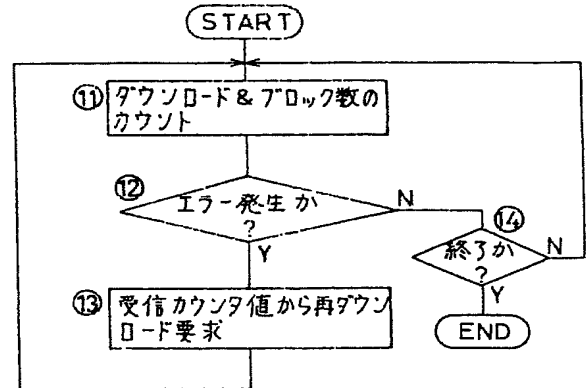 START
⑪ ダウンロード&ブロック数の
カウント
⑫ エラー発生か
?
N
Y
⑭
終了か
?
N
Y
⑬ 受信カウンタ値から再ダウン
ロード要求
END